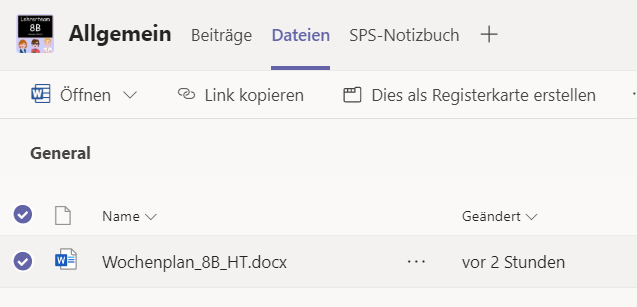 Lehrerteam
8B
Allgemein Beiträge Dateien SPS-Notizbuch +
Öffnen Link kopieren Dies als Registerkarte erstellen
General
Name Geändert
Wochenplan_8B_HT.docx ... vor 2 Stunden